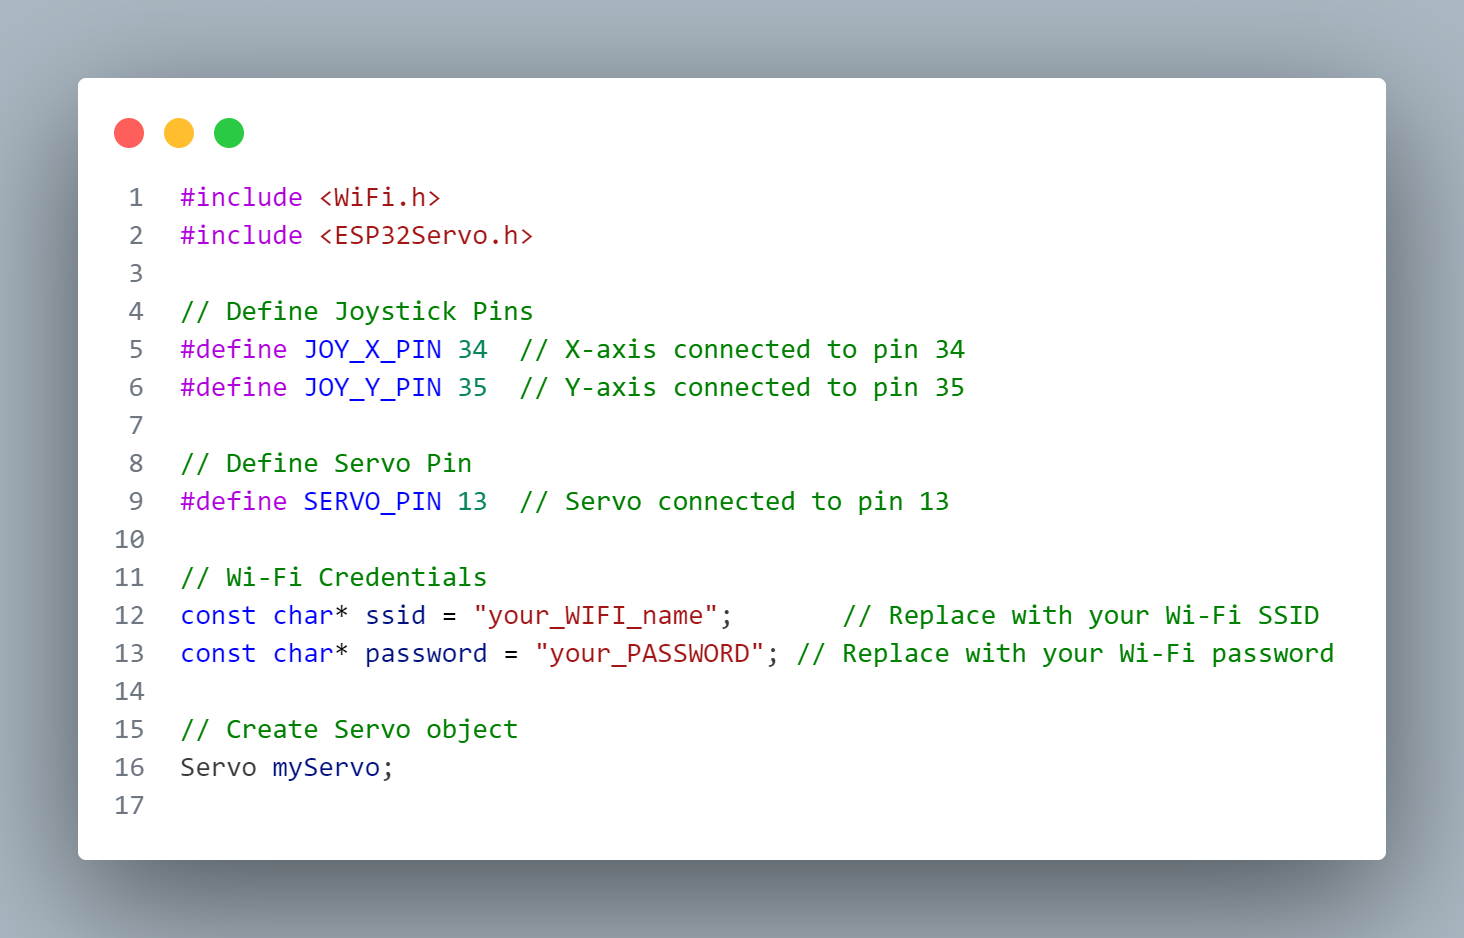 1 #include <WiFi.h>
2 #include <ESP32Servo.h>
3
4 // Define Joystick Pins
5 #define JOY_X_PIN 34  // X-axis connected to pin 34
6 #define JOY_Y_PIN 35  // Y-axis connected to pin 35
7
8 // Define Servo Pin
9 #define SERVO_PIN 13  // Servo connected to pin 13
10
11 // Wi-Fi Credentials
12 const char* ssid = "your_WIFI_name";       // Replace with your Wi-Fi SSID
13 const char* password = "your_PASSWORD"; // Replace with your Wi-Fi password
14
15 // Create Servo object
16 Servo myServo;
17